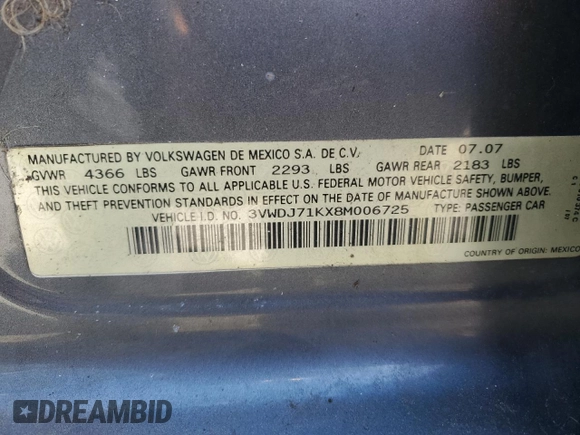 MANUFACTURED BY VOLKSWAGEN DE MEXICO S.A. DE C.V. DATE 07.07
GVWR 4366 LBS GAWR FRONT 2293 LBS GAWR REAR 2183 LBS
THIS VEHICLE CONFORMS TO ALL APPLICABLE U.S. FEDERAL MOTOR VEHICLE SAFETY, BUMPER,
AND THEFT PREVENTION STANDARDS IN EFFECT ON THE DATE OF MANUFACTURE SHOWN ABOVE.
VEHICLE I.D. NO. 3VWDJ71KX8M006725 TYPE: PASSENGER CAR
COUNTRY OF ORIGIN: MEXICO
DREAMBID